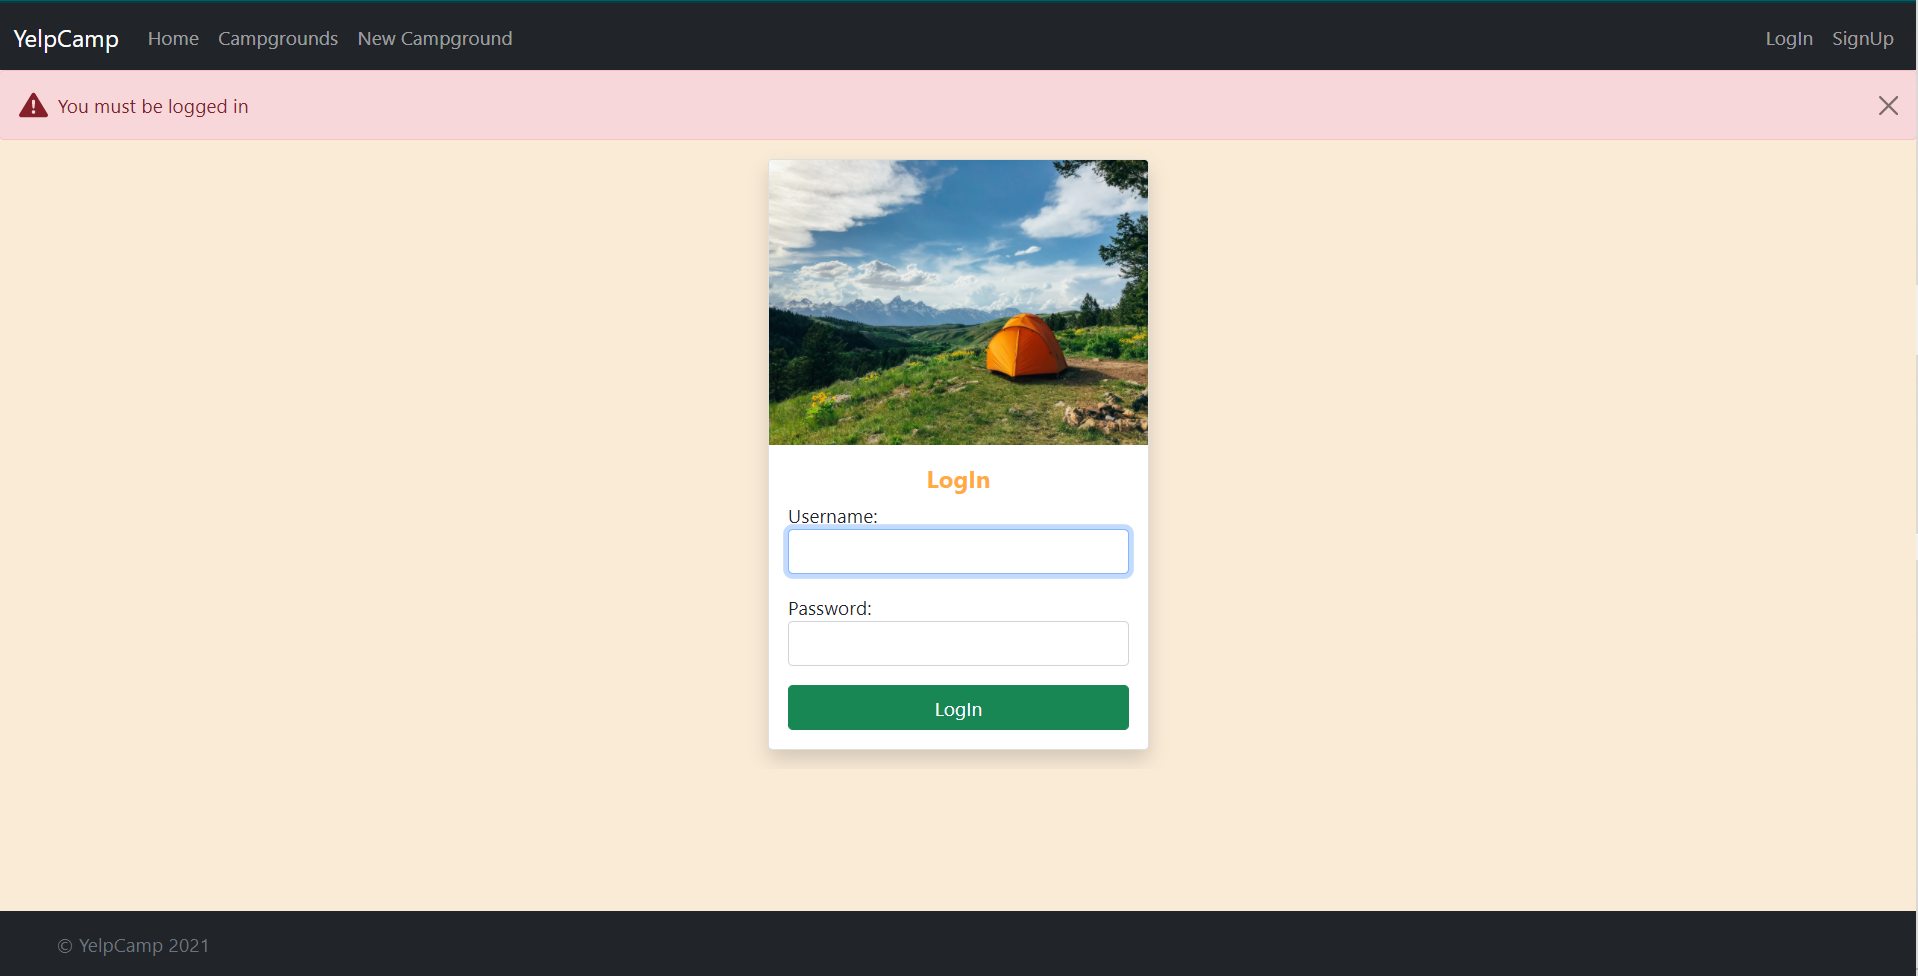 YelpCamp Home Campgrounds New Campground LogIn SignUp
You must be logged in
LogIn
Username:
Password:
LogIn
© YelpCamp 2021